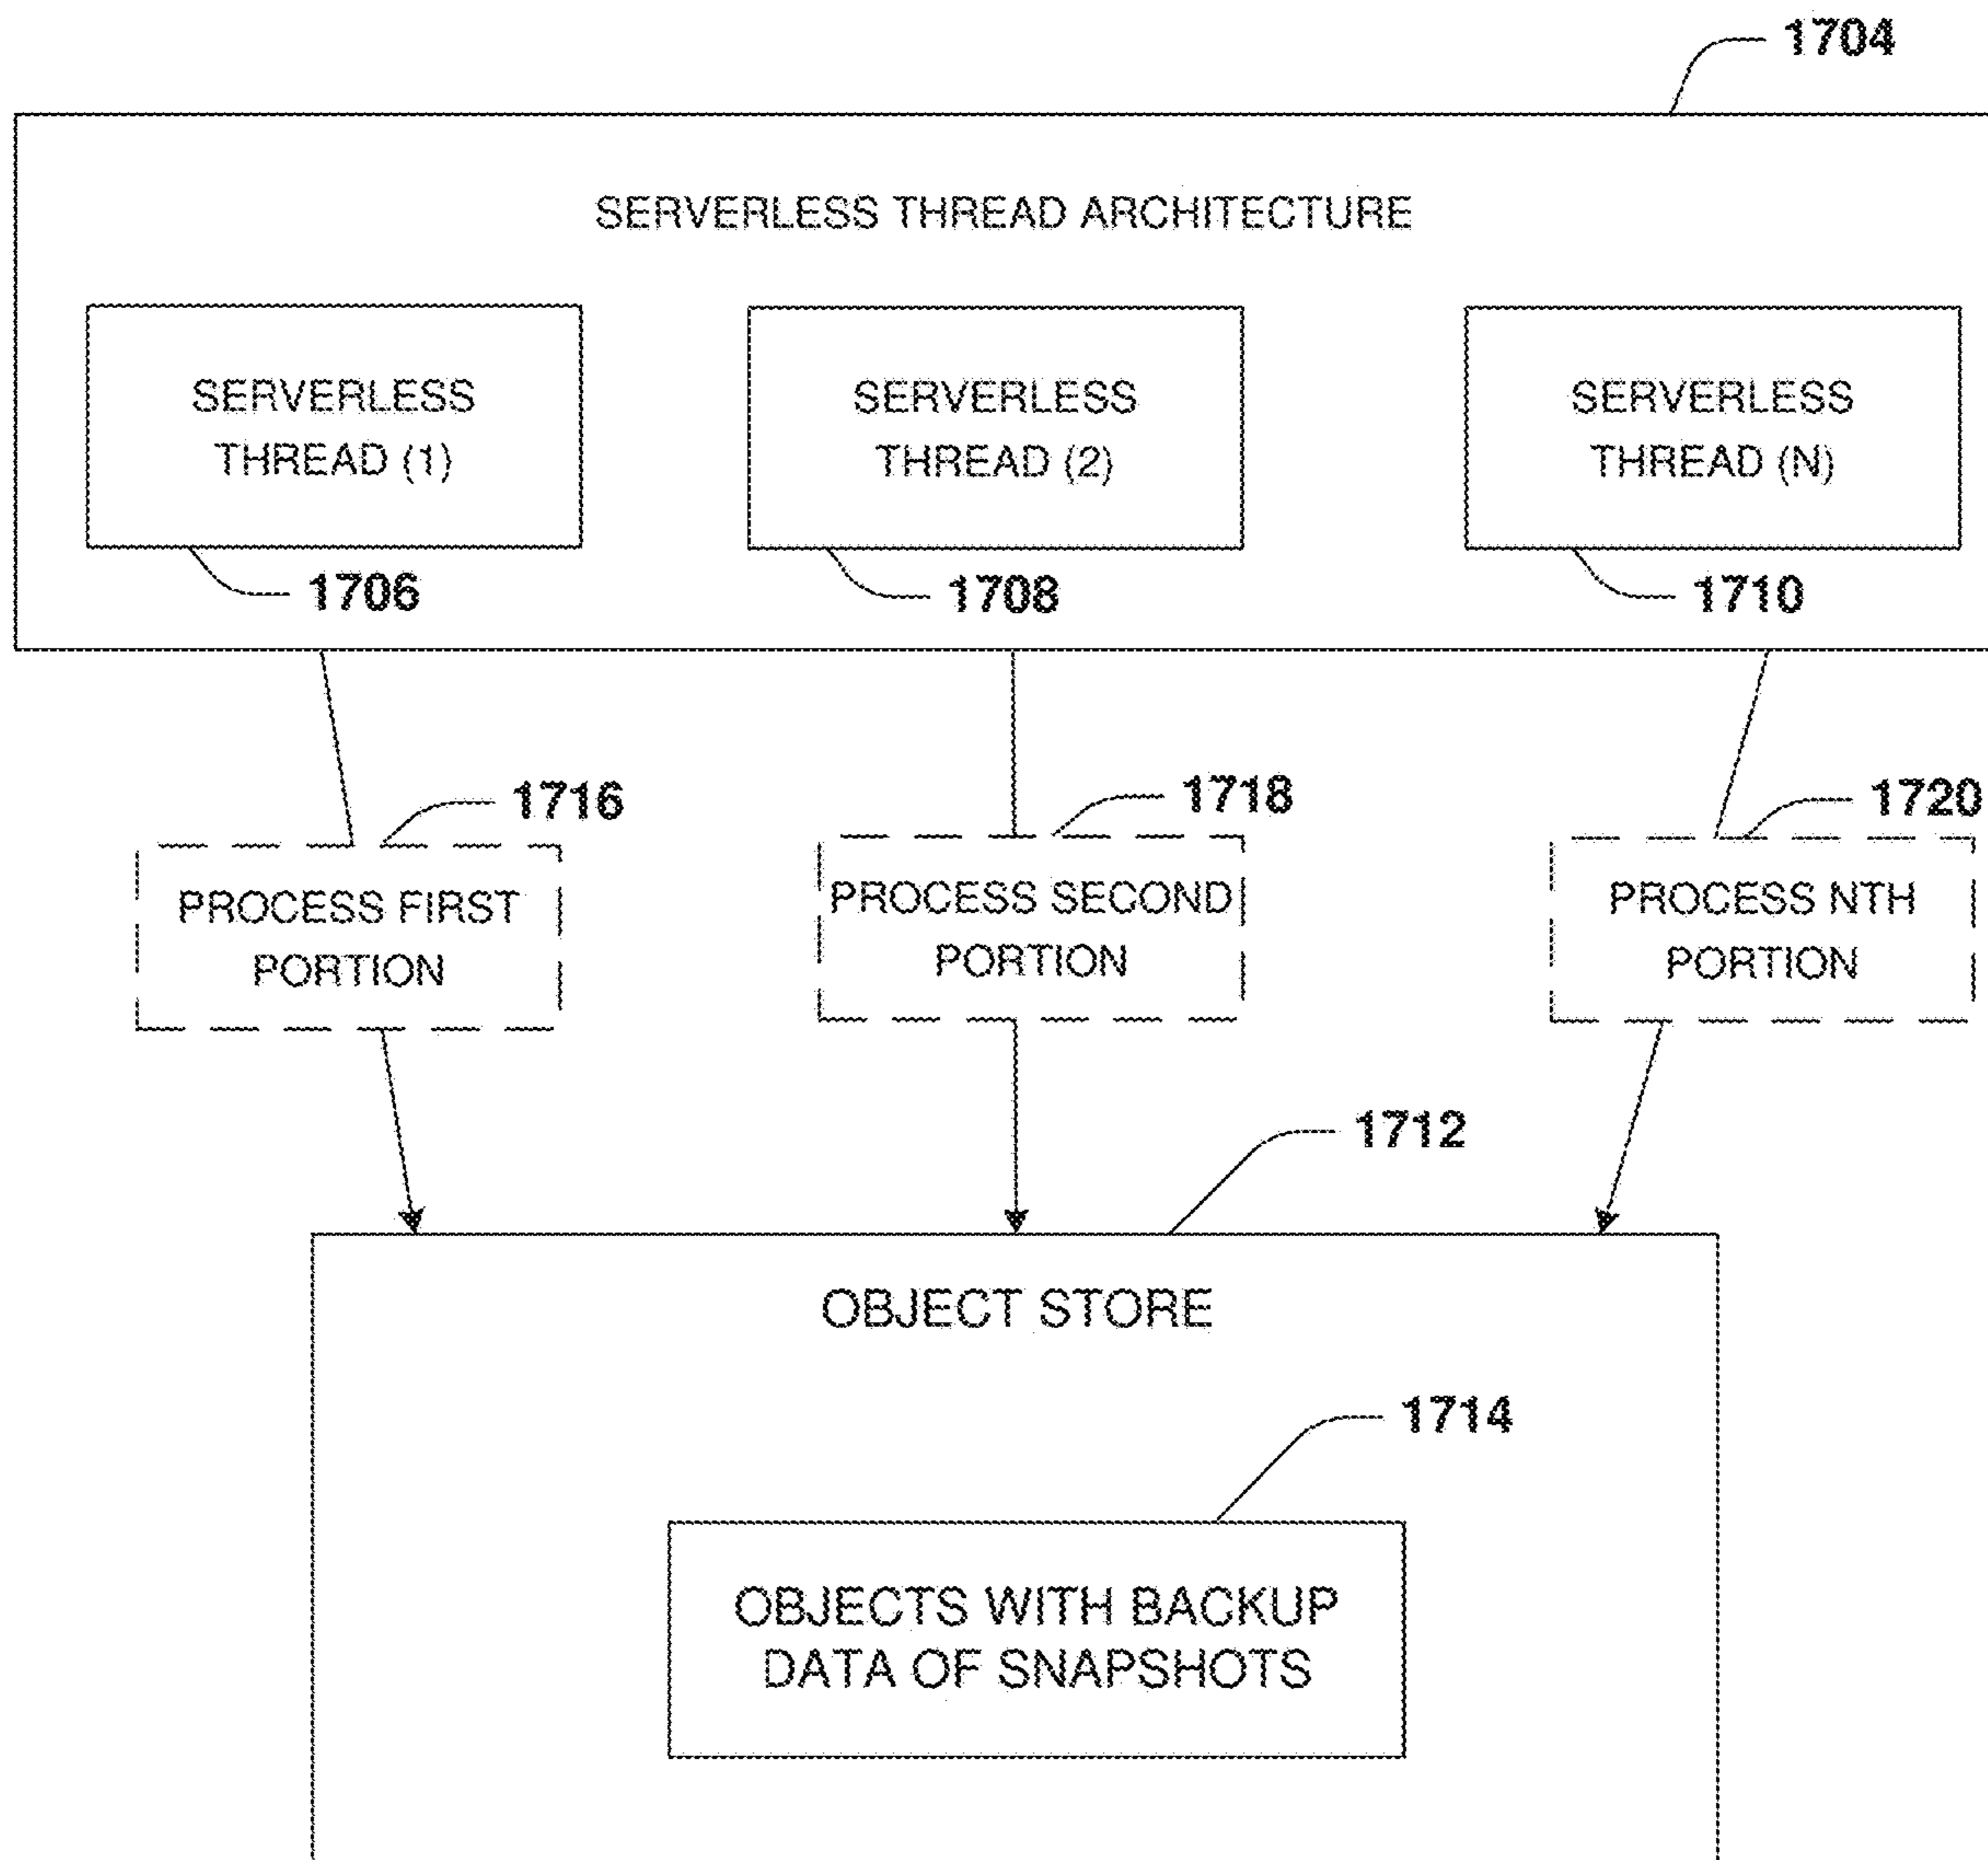 1704
SERVERLESS THREAD ARCHITECTURE
SERVERLESS
THREAD (1)
SERVERLESS
THREAD (2)
SERVERLESS
THREAD (N)
1706
1708
1710
1716
1718
1720
PROCESS FIRST
PORTION
PROCESS SECOND
PORTION
PROCESS NTH
PORTION
1712
OBJECT STORE
1714
OBJECTS WITH BACKUP
DATA OF SNAPSHOTS